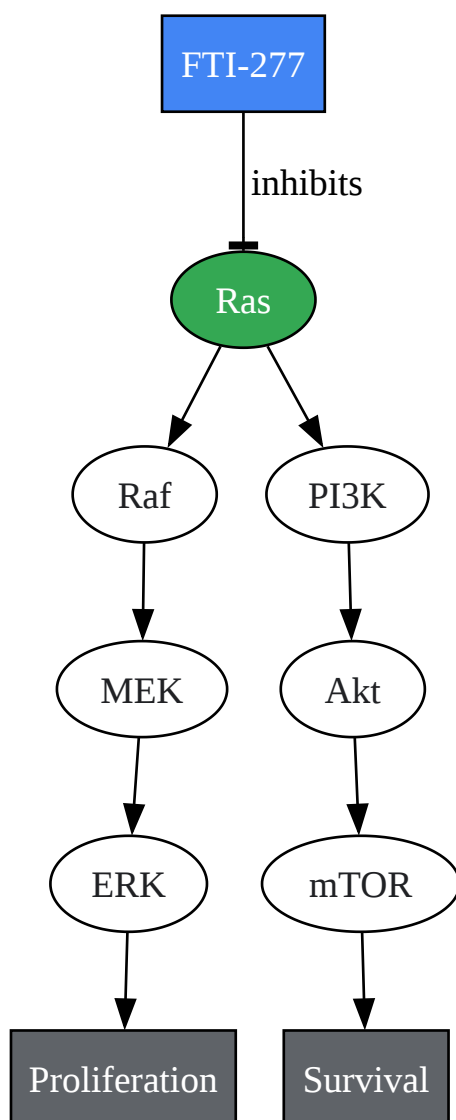 FTI-277
inhibits
Ras
Raf
PI3K
MEK
Akt
ERK
mTOR
Proliferation
Survival